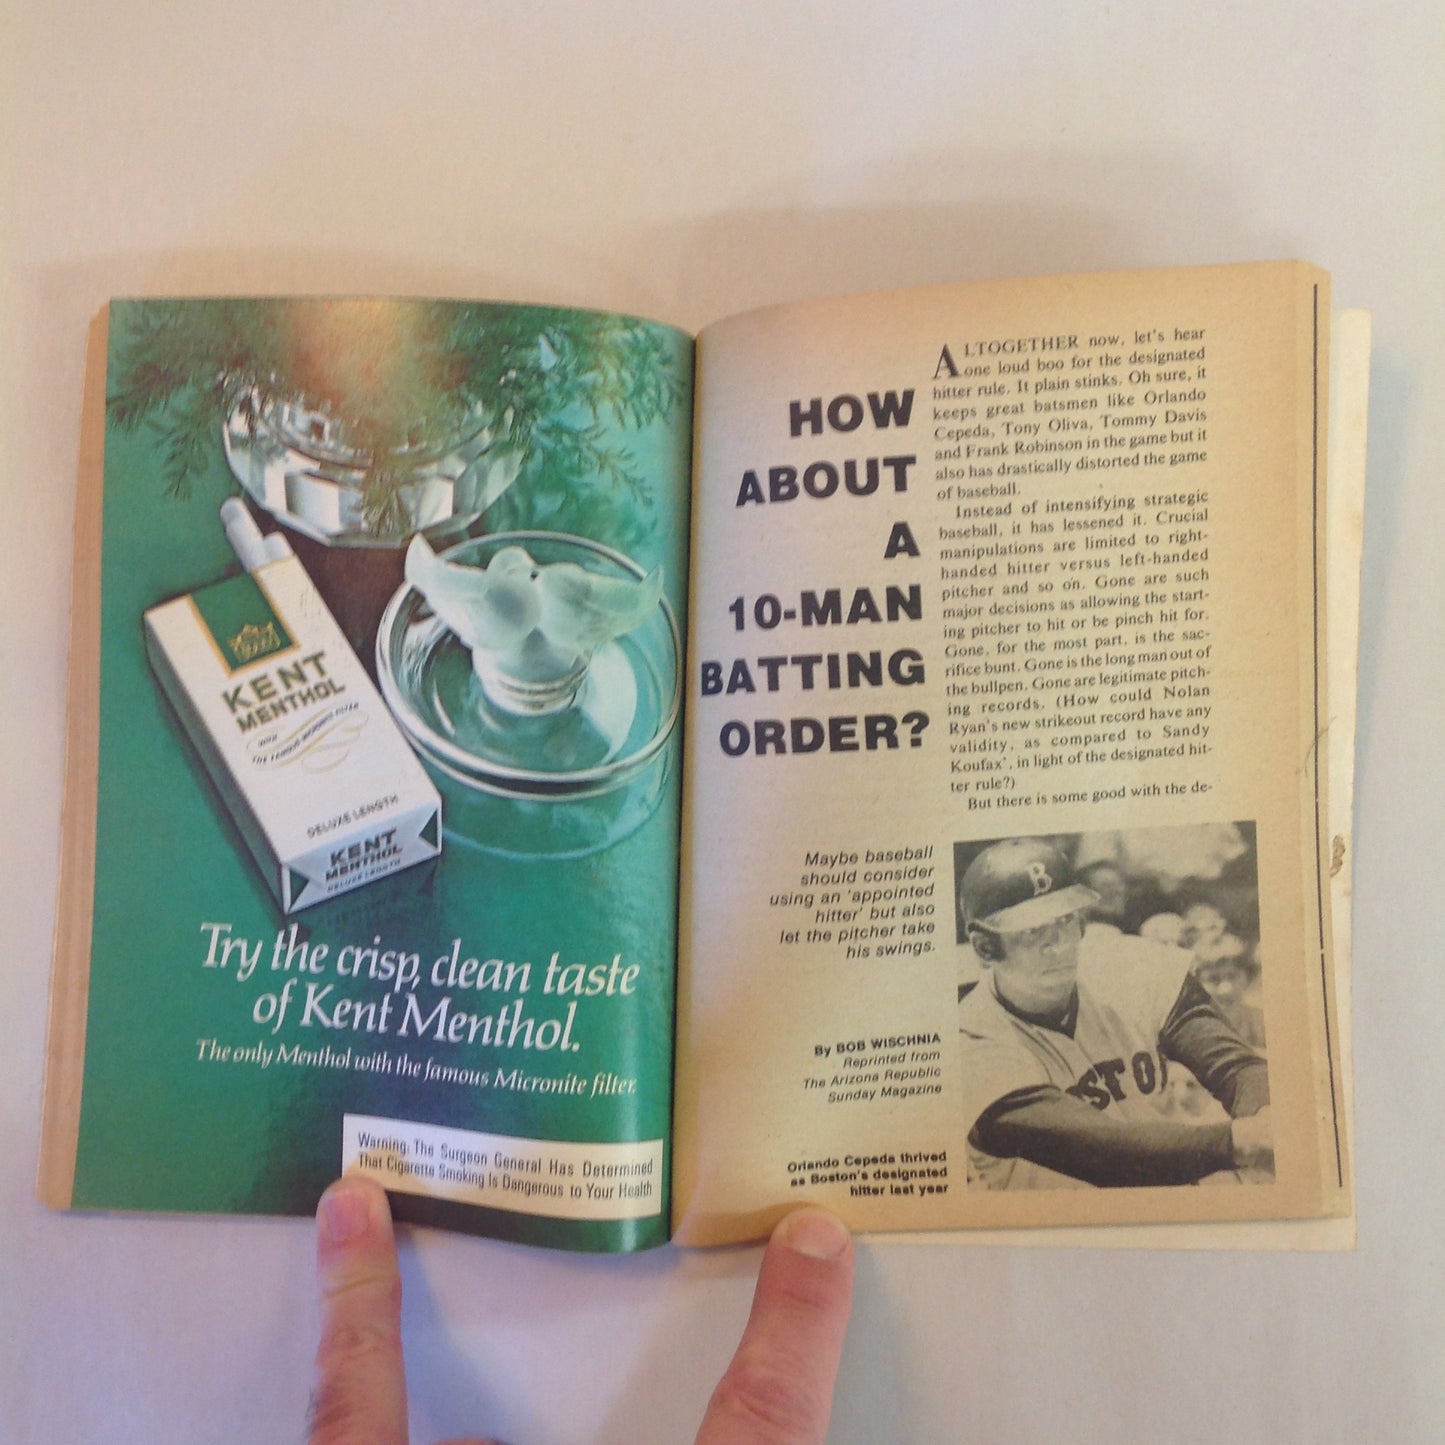 KENT
MENTHOL
WITH
THE FAMOUS MICRONITE FILTER
DELUXE LENGTH
KENT
MENTHOL
DELUXE LENGTH
Try the crisp, clean taste
of Kent Menthol.
The only Menthol with the famous Micronite filter.
Warning: The Surgeon General Has Determined
That Cigarette Smoking Is Dangerous to Your Health
HOW
ABOUT
A
10-MAN
BATTING
ORDER?
Maybe baseball
should consider
using an 'appointed
hitter' but also
let the pitcher take
his swings.
By BOB WISCHNIA
Reprinted from
The Arizona Republic
Sunday Magazine
ALTOGETHER now, let's hear
one loud boo for the designated
hitter rule. It plain stinks. Oh sure, it
keeps great batsmen like Orlando
Cepeda, Tony Oliva, Tommy Davis
and Frank Robinson in the game but it
also has drastically distorted the game
of baseball.
Instead of intensifying strategic
baseball, it has lessened it. Crucial
manipulations are limited to right-
handed hitter versus left-handed
pitcher and so on. Gone are such
major decisions as allowing the start-
ing pitcher to hit or be pinch hit for.
Gone, for the most part, is the sac-
rifice bunt. Gone is the long man out of
the bullpen. Gone are legitimate pitch-
ing records. (How could Nolan
Ryan's new strikeout record have any
validity, as compared to Sandy
Koufax', in light of the designated hit-
ter rule?)
But there is some good with the de-
B
STO
Orlando Cepeda thrived
as Boston's designated
hitter last year